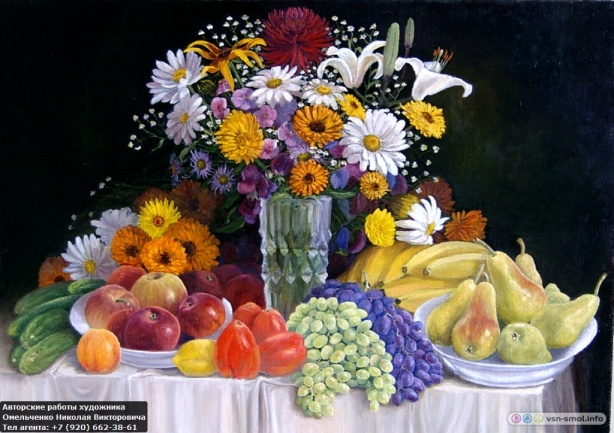 Авторские работы художника
Омельченко Николая Викторовича
Тел агента: +7 (920) 662-38-61
vsn-smol.info